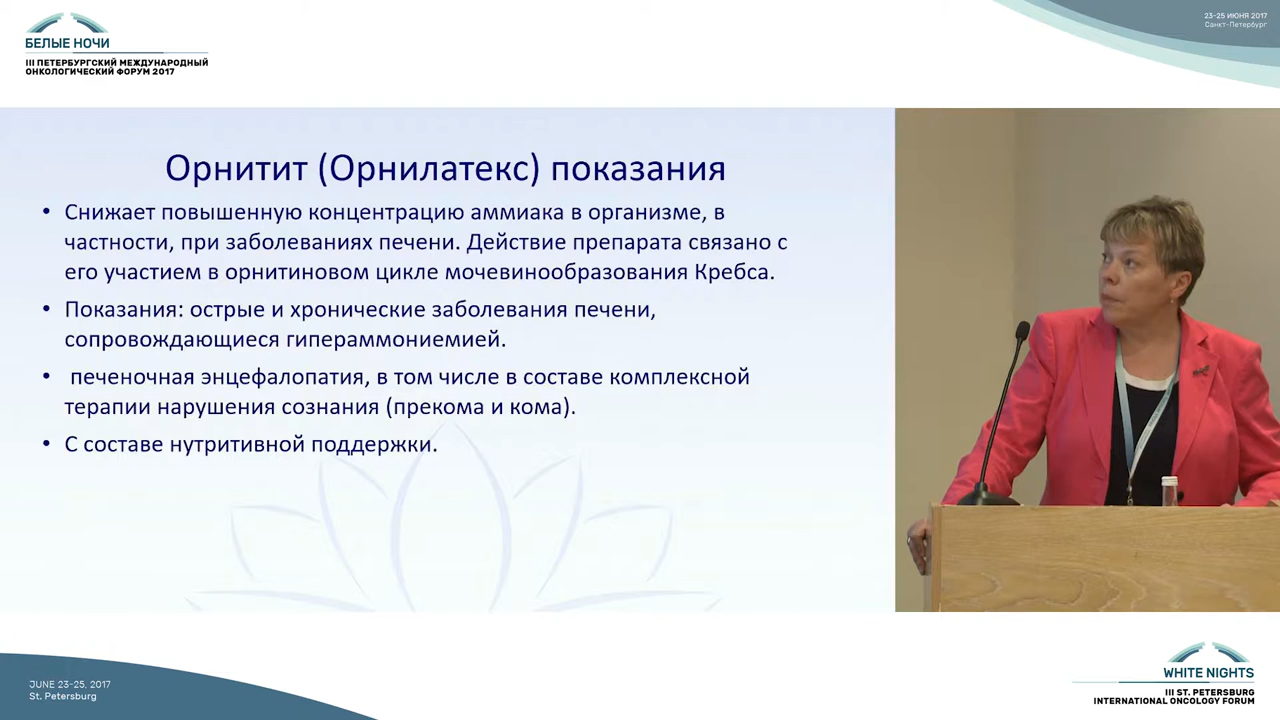 БЕЛЫЕ НОЧИ
III ПЕТЕРБУРГСКИЙ МЕЖДУНАРОДНЫЙ
ОНКОЛОГИЧЕСКИЙ ФОРУМ 2017
23-25 ИЮНЯ 2017
Санкт-Петербург
Орнитит (Орнилатекс) показания
• Снижает повышенную концентрацию аммиака в организме, в
частности, при заболеваниях печени. Действие препарата связано с
его участием в орнитиновом цикле мочевинообразования Кребса.
• Показания: острые и хронические заболевания печени,
сопровождающиеся гипераммониемией.
• печеночная энцефалопатия, в том числе в составе комплексной
терапии нарушения сознания (прекома и кома).
• С составе нутритивной поддержки.
JUNE 23-25, 2017
St. Petersburg
WHITE NIGHTS
III ST. PETERSBURG
INTERNATIONAL ONCOLOGY FORUM